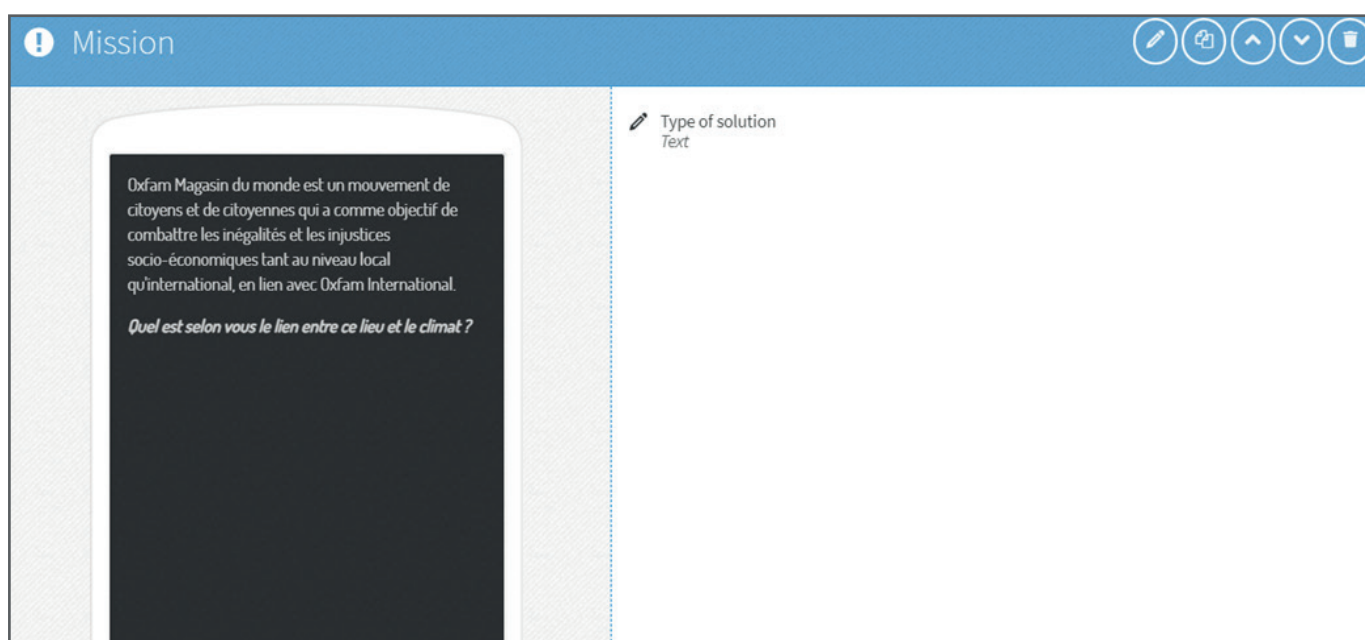 Mission
Oxfam Magasin du monde est un mouvement de
citoyens et de citoyennes qui a comme objectif de
combattre les inégalités et les injustices
socio-économiques tant au niveau local
qu'international, en lien avec Oxfam International.
Quel est selon vous le lien entre ce lieu et le climat ?
Type of solution
Text